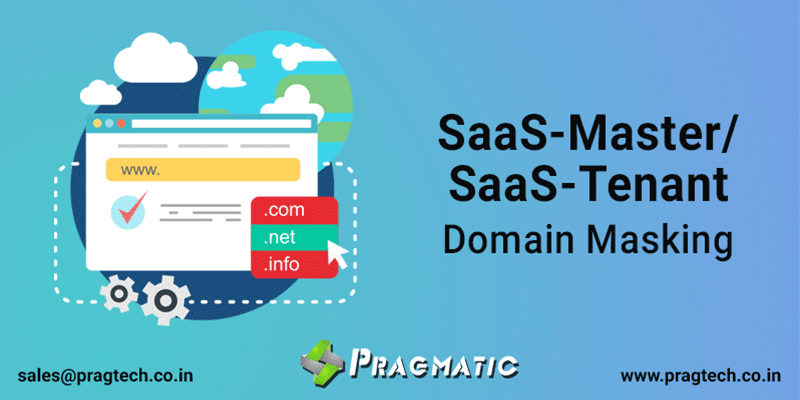 www.
.com
.net
.info
SaaS-Master/
SaaS-Tenant
Domain Masking
sales@pragtech.co.in
PRAGMATIC
www.pragtech.co.in